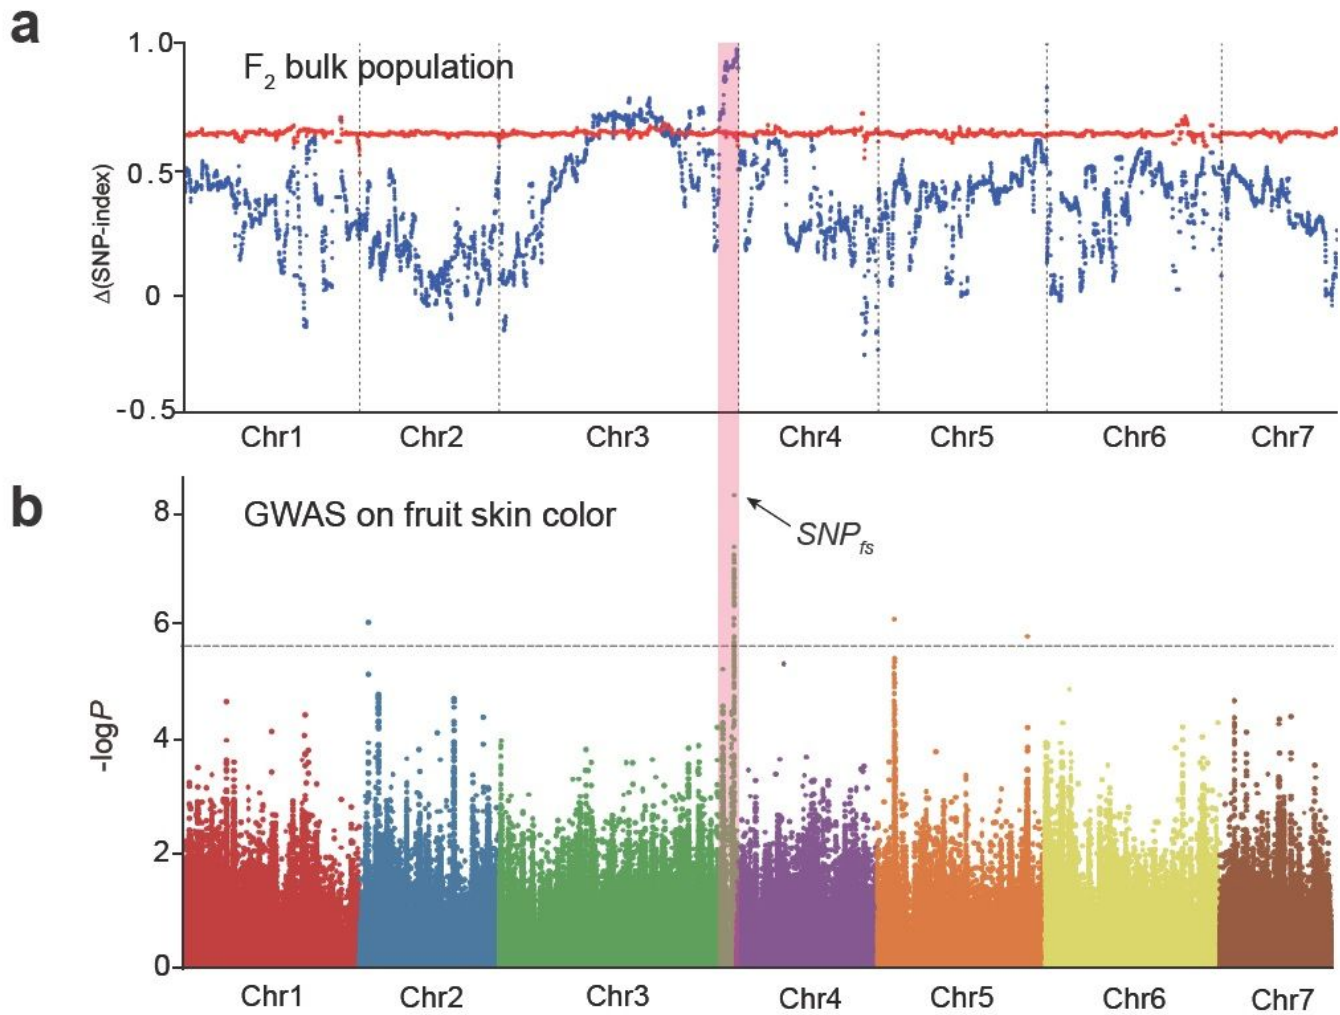 a
F2 bulk population
Δ(SNP-index)
1.0
0.5
0
-0.5
Chr1 Chr2 Chr3 Chr4 Chr5 Chr6 Chr7
b
GWAS on fruit skin color
SNPfs
-logP
8
6
4
2
0
Chr1 Chr2 Chr3 Chr4 Chr5 Chr6 Chr7